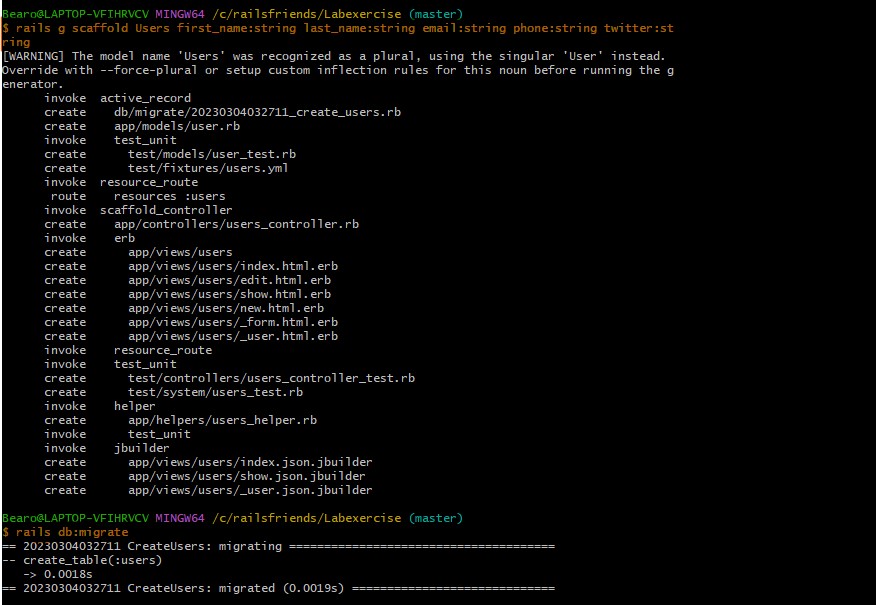 Bearo@LAPTOP-VFIHRVCV MINGW64 /c/railsfriends/Labexercise (master)
$ rails g scaffold Users first_name:string last_name:string email:string phone:string twitter:st
ring
[WARNING] The model name 'Users' was recognized as a plural, using the singular 'User' instead.
Override with --force-plural or setup custom inflection rules for this noun before running the g
enerator.
      invoke  active_record
      create    db/migrate/20230304032711_create_users.rb
      create    app/models/user.rb
      invoke    test_unit
      create      test/models/user_test.rb
      create      test/fixtures/users.yml
      invoke  resource_route
       route    resources :users
      invoke  scaffold_controller
      create    app/controllers/users_controller.rb
      invoke    erb
      create      app/views/users
      create      app/views/users/index.html.erb
      create      app/views/users/edit.html.erb
      create      app/views/users/show.html.erb
      create      app/views/users/new.html.erb
      create      app/views/users/_form.html.erb
      create      app/views/users/_user.html.erb
      invoke    resource_route
      invoke    test_unit
      create      test/controllers/users_controller_test.rb
      create      test/system/users_test.rb
      invoke    helper
      create      app/helpers/users_helper.rb
      invoke      test_unit
      invoke    jbuilder
      create      app/views/users/index.json.jbuilder
      create      app/views/users/show.json.jbuilder
      create      app/views/users/_user.json.jbuilder
Bearo@LAPTOP-VFIHRVCV MINGW64 /c/railsfriends/Labexercise (master)
$ rails db:migrate
== 20230304032711 CreateUsers: migrating ======================================
-- create_table(:users)
   -> 0.0018s
== 20230304032711 CreateUsers: migrated (0.0019s) =============================